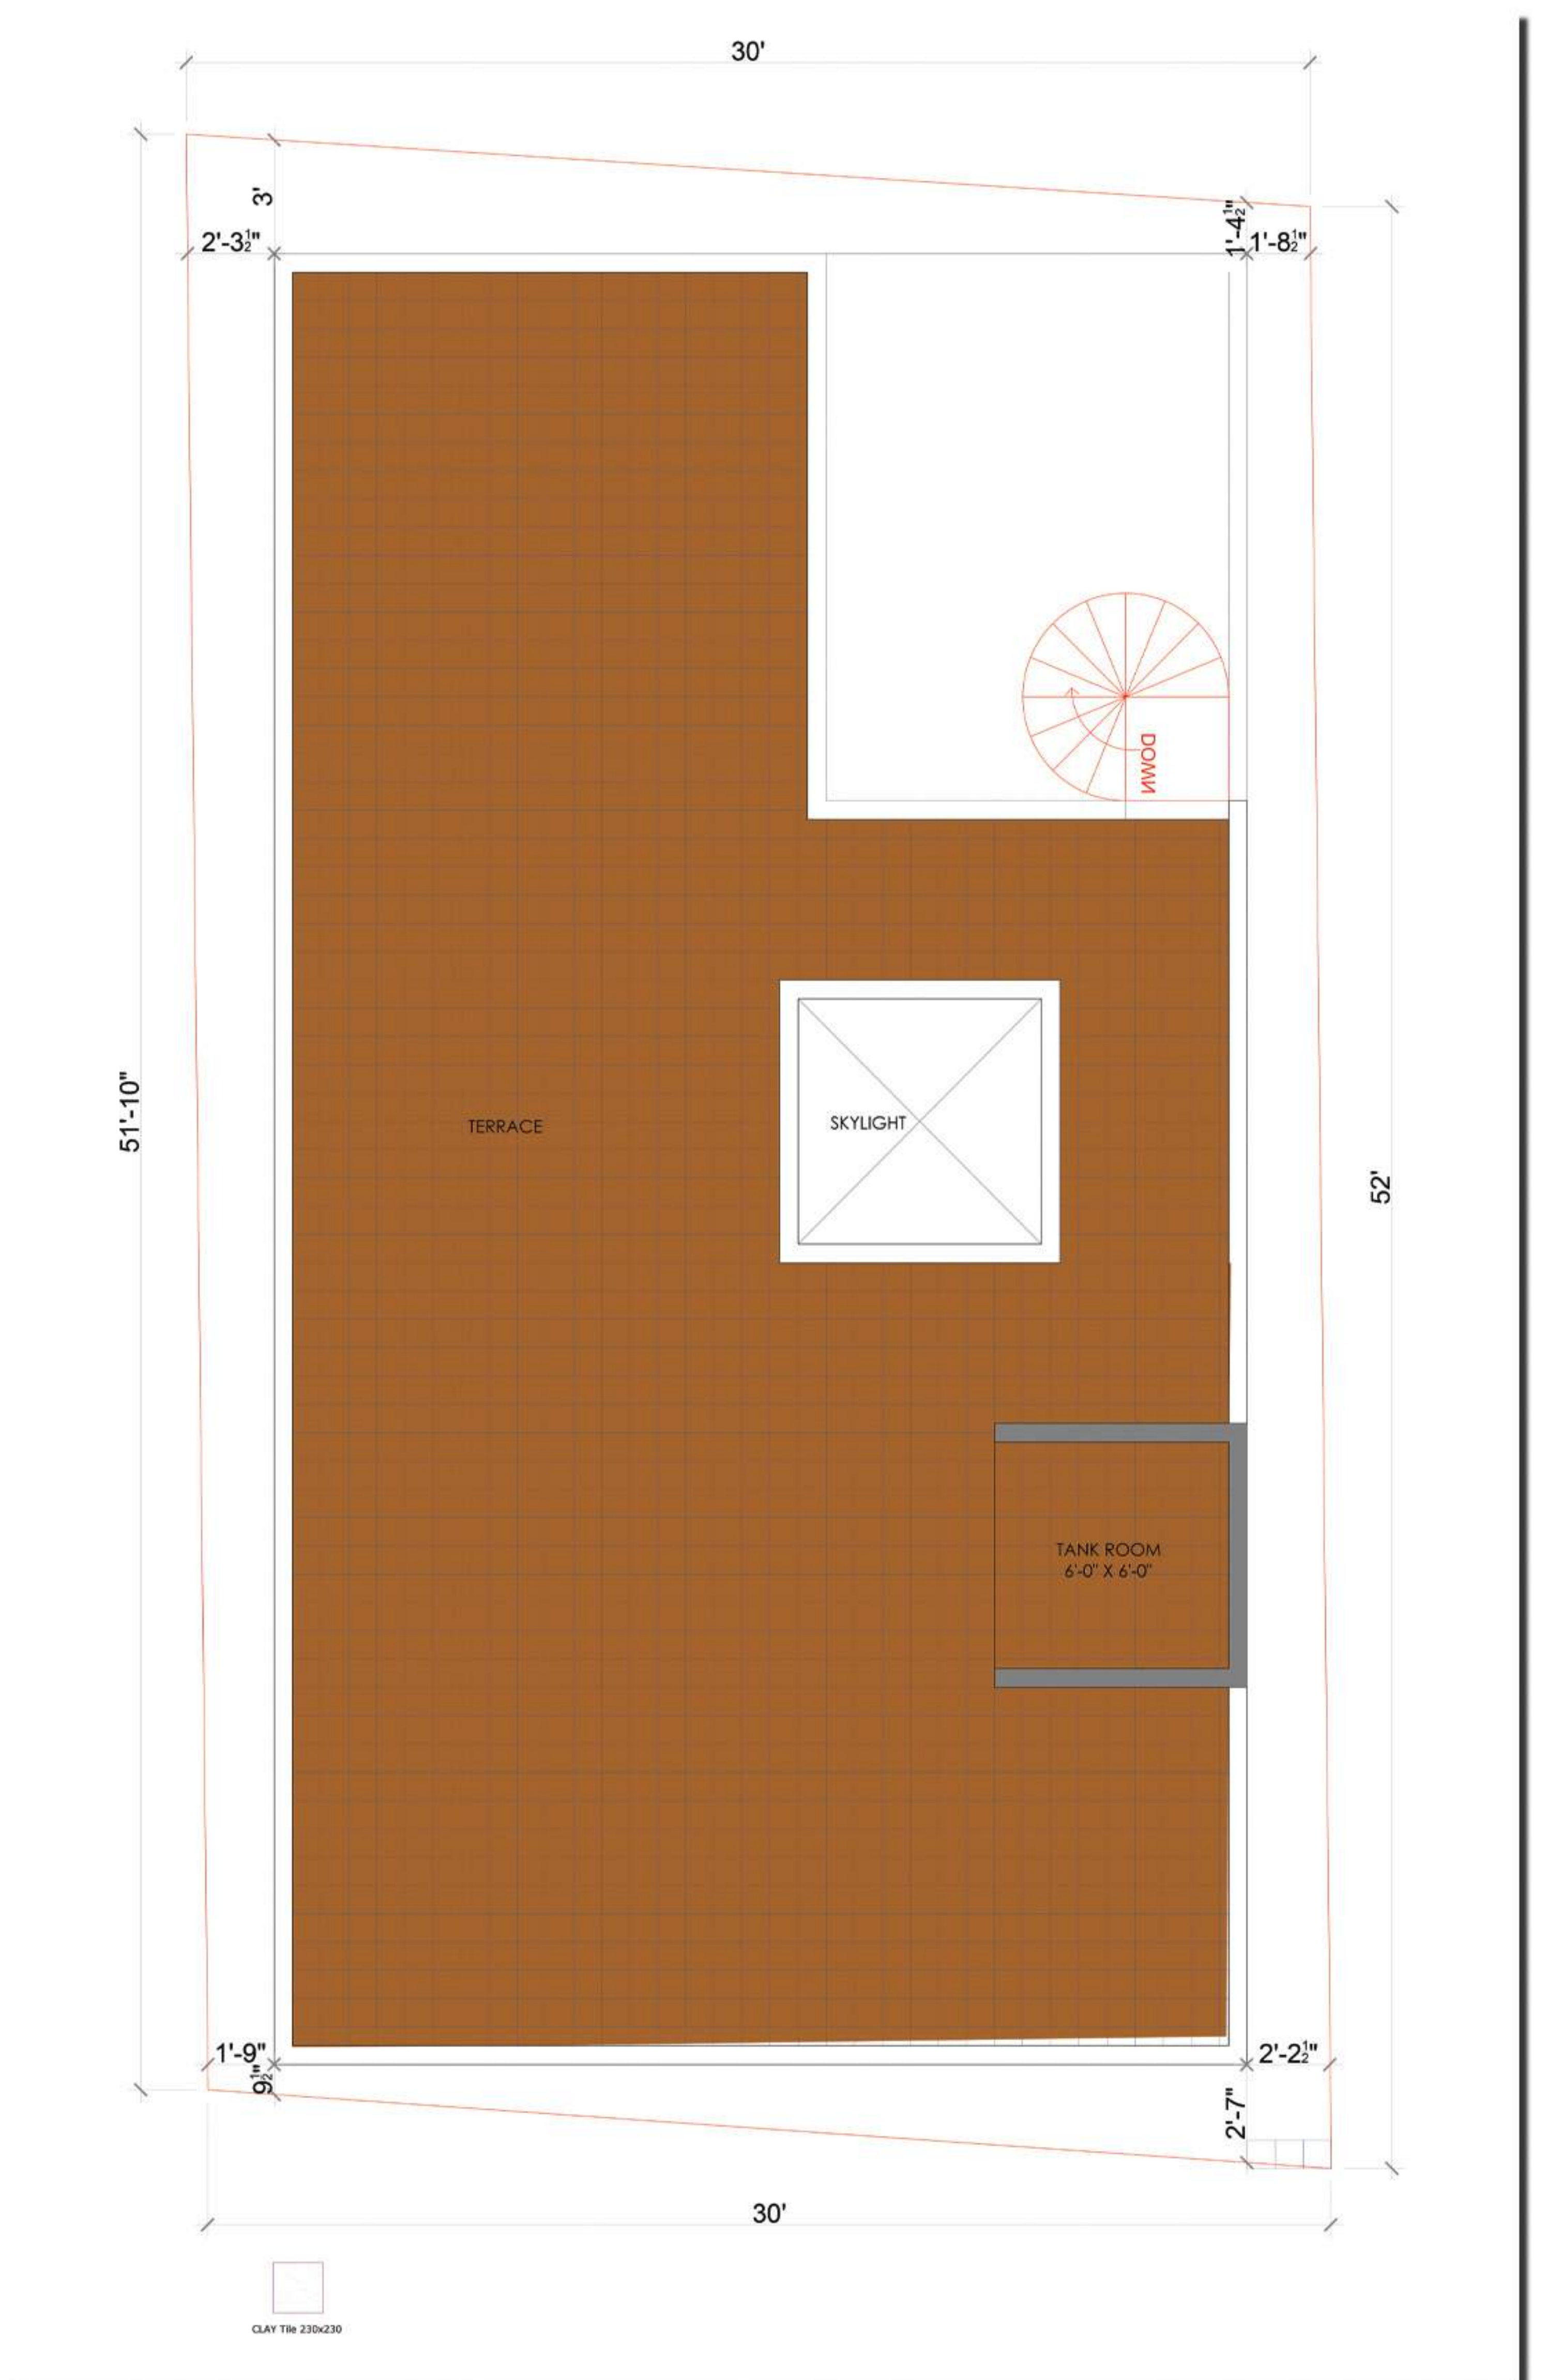 30'
3'
1'-4½"
2'-3½"
1'-8½"
DOWN
51'-10"
TERRACE
SKYLIGHT
52'
TANK ROOM
6'-0" X 6'-0"
1'-9"
9½"
2'-2½"
2'-7"
30'
CLAY Tile 230x230